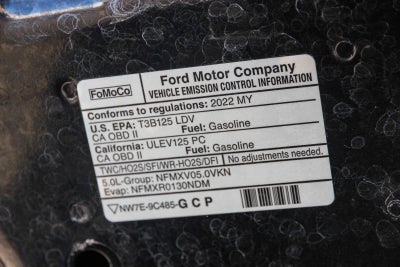 FoMoCo
Ford Motor Company
VEHICLE EMISSION CONTROL INFORMATION
Conforms to regulations: 2022 MY
U.S. EPA: T3B125 LDV
CA OBD II Fuel: Gasoline
California: ULEV125 PC
CA OBD II Fuel: Gasoline
TWC/HO2S/SFI/WR-HO2S/DFI No adjustments needed.
5.0L-Group: NFMXV05.0VKN
Evap: NFMXR0130NDM
NW7E-9C485-GCP